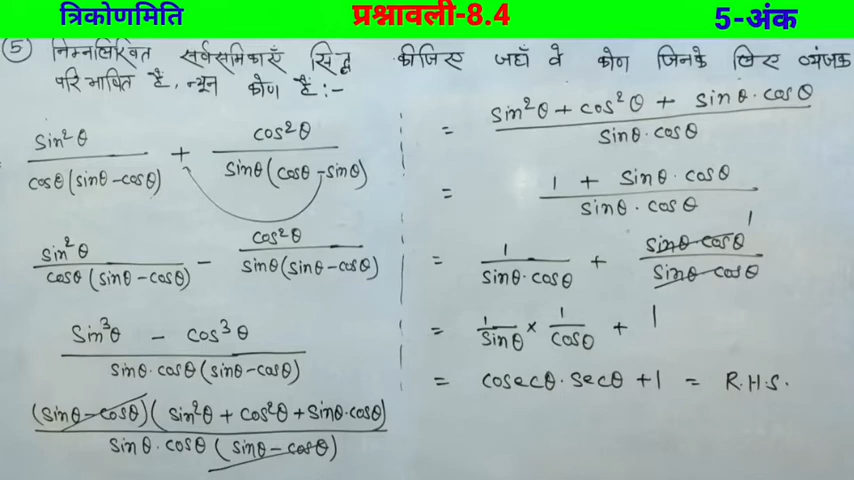 त्रिकोणमिति
प्रश्नावली-8.4
5-अंक
(5) निम्नलिखित सर्वसमिकाएँ सिद्ध कीजिए जहाँ वे कोण जिनके लिए व्यंजक
परिभाषित है, न्यून कोण है:-
sin²θ / cosθ(sinθ-cosθ) + cos²θ / sinθ(cosθ-sinθ)
sin²θ / cosθ(sinθ-cosθ) - cos²θ / sinθ(sinθ-cosθ)
sin³θ - cos³θ / sinθ.cosθ(sinθ-cosθ)
(sinθ-cosθ)(sin²θ+cos²θ+sinθ.cosθ) / sinθ.cosθ(sinθ-cosθ)
= sin²θ+cos²θ + sinθ.cosθ / sinθ.cosθ
= 1 + sinθ.cosθ / sinθ.cosθ
= 1 / sinθ.cosθ + sinθ.cosθ 1 / sinθ.cosθ
= 1/sinθ × 1/cosθ + 1
= cosecθ.secθ +1 = R.H.S.